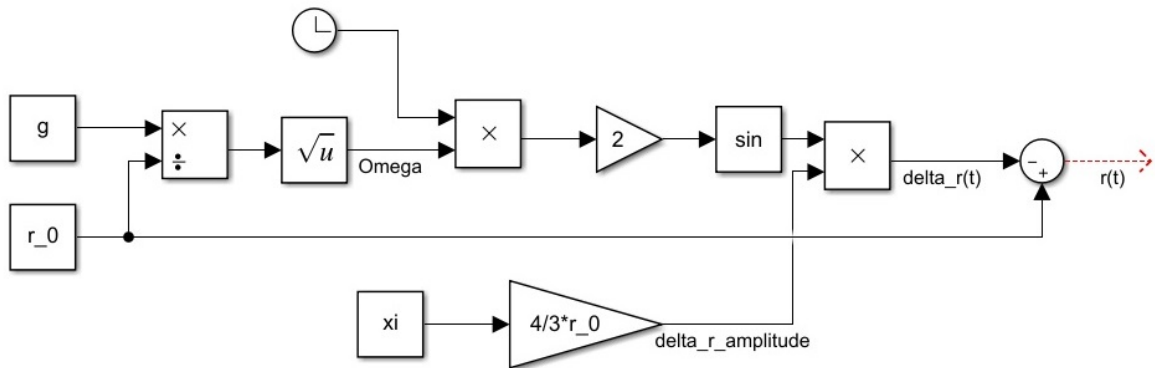 g
×
÷
√u
Omega
×
2
sin
×
delta_r(t)
−
+
r(t)
r_0
xi
4/3*r_0
delta_r_amplitude